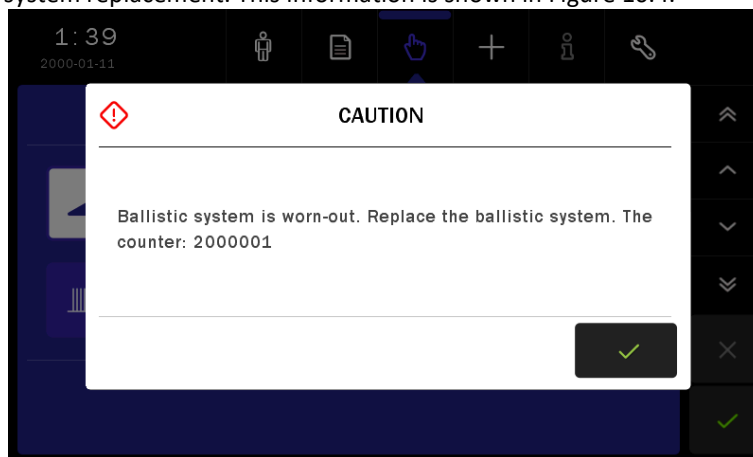 system replacement. This information is shown in Figure 10.4.
1:39
2000-01-11
CAUTION
Ballistic system is worn-out. Replace the ballistic system. The
counter: 2000001